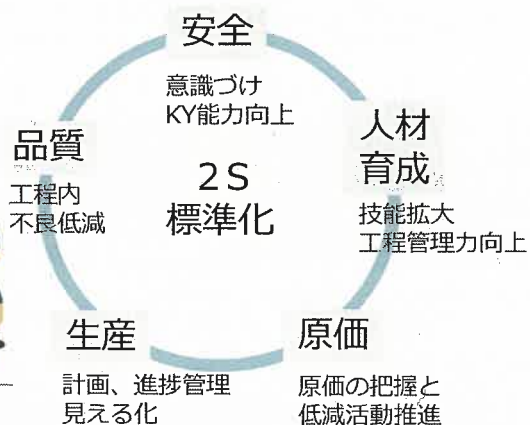 安全
意識づけ
KY能力向上
人材
育成
技能拡大
工程管理力向上
品質
工程内
不良低減
2S
標準化
生産
計画、進捗管理
見える化
原価
原価の把握と
低減活動推進